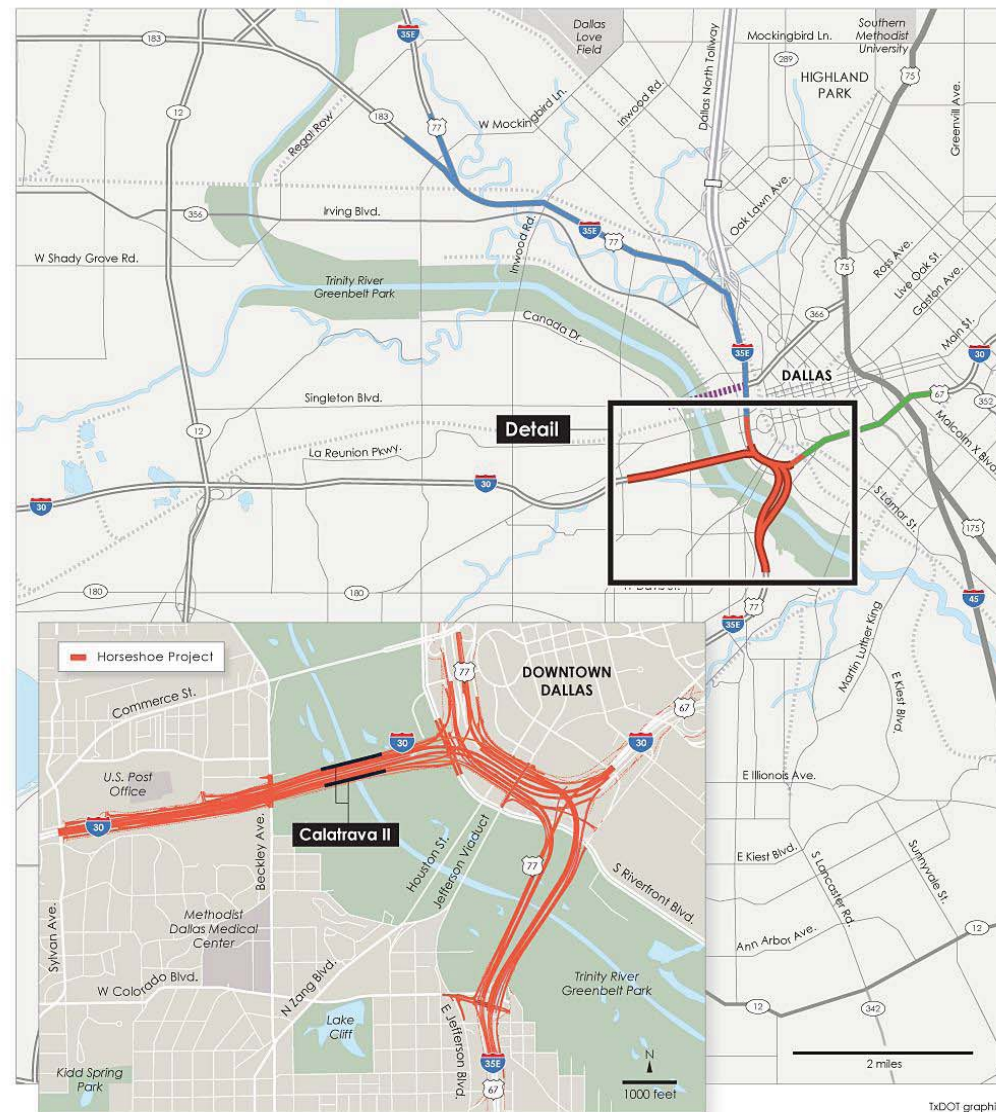 183
35E
Dallas
Love
Field
Dallas North Tollway
Mockingbird Ln.
Southern
Methodist
University
289
HIGHLAND
PARK
75
Greenvill Ave.
12
183
77
W Mockingbird Ln.
Inwood Rd.
Regal Row
356
Irving Blvd.
Inwood Rd.
35E
77
Oak Lawn Ave.
75
Ross Ave.
Live Oak St.
Gaston Ave.
W Shady Grove Rd.
Trinity River
Greenbelt Park
Canada Dr.
366
Main St.
30
35E
DALLAS
67
352
Singleton Blvd.
Detail
12
La Reunion Pkwy.
Malcolm X Blvd.
30
30
S Lamar St.
175
180
180
W Davis St.
77
35E
45
Martin Luther King
E Kiest Blvd.
Horseshoe Project
77
DOWNTOWN
DALLAS
67
Commerce St.
30
30
U.S. Post
Office
30
Calatrava II
Beckley Ave.
Houston St.
Jefferson Viaduct
77
S Riverfront Blvd.
Sylvan Ave.
Methodist
Dallas Medical
Center
W Colorado Blvd.
N Zang Blvd.
Trinity River
Greenbelt Park
Lake
Cliff
E Jefferson Blvd.
Kidd Spring
Park
35E
67
N
1000 feet
E Illionois Ave.
E Kiest Blvd.
S Lancaster Rd.
Sunnyvale St.
Ann Arbor Ave.
12
12
342
2 miles
TxDOT graphi